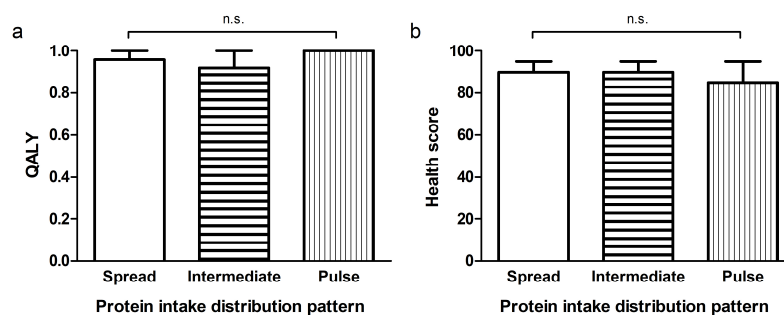 a
n.s.
QALY
1.0
0.8
0.6
0.4
0.2
0.0
Spread Intermediate Pulse
Protein intake distribution pattern
b
n.s.
Health score
100
80
60
40
20
0
Spread Intermediate Pulse
Protein intake distribution pattern